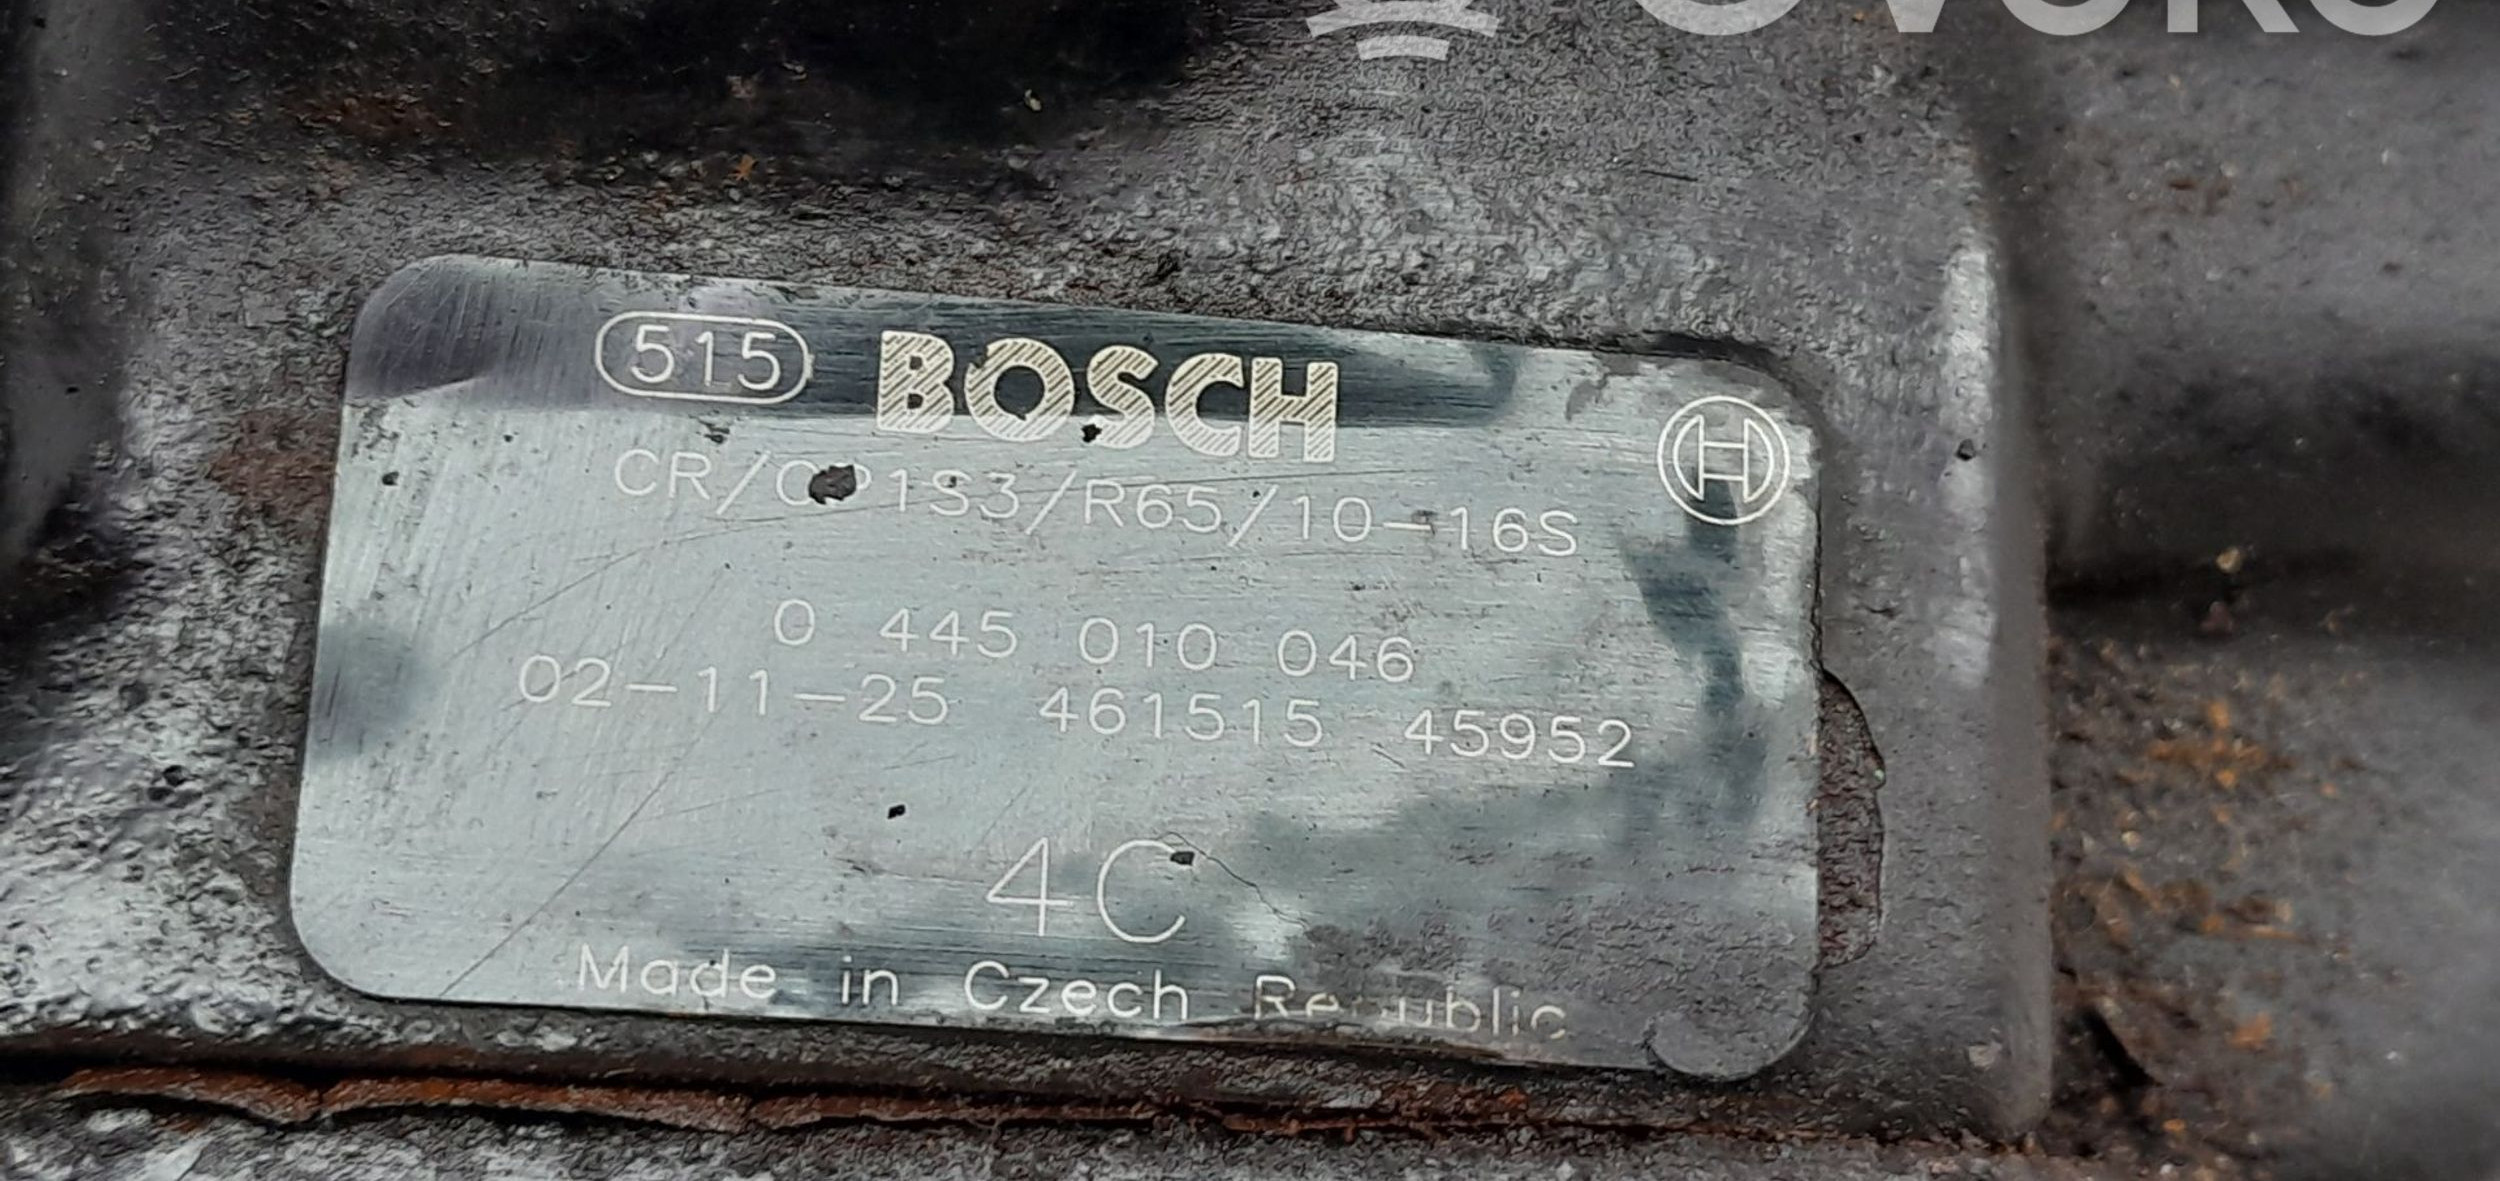 515 BOSCH
CR/CP1S3/R65/10-16S
0 445 010 046
02-11-25 461515 45952
4C
Made in Czech Republic